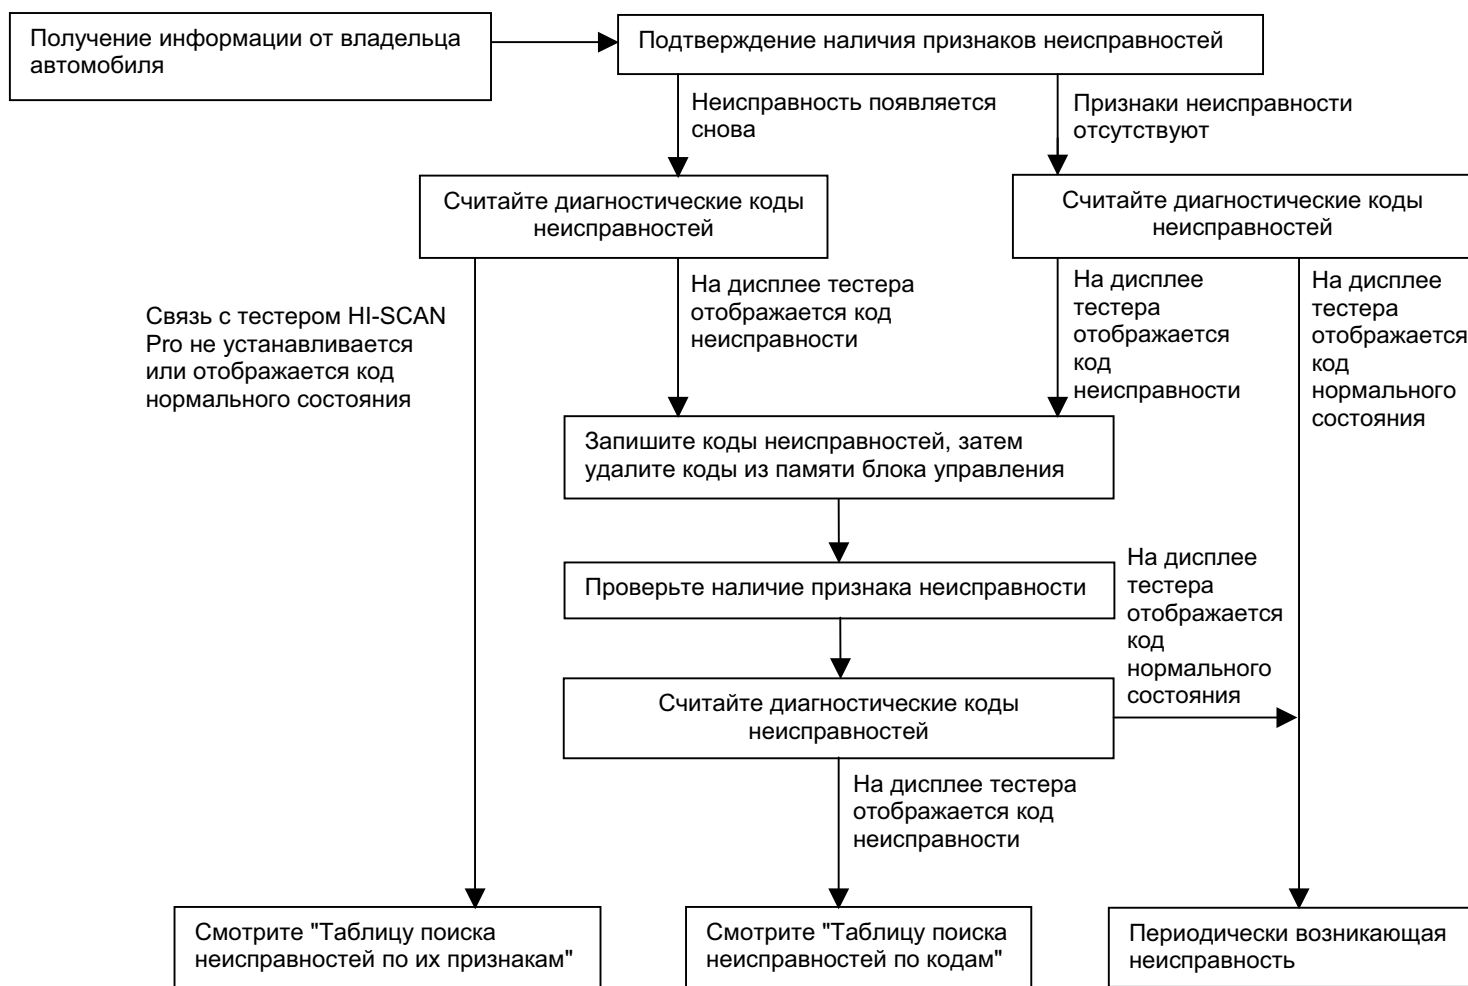 Получение информации от владельца
автомобиля
Подтверждение наличия признаков неисправностей
Неисправность появляется
снова
Признаки неисправности
отсутствуют
Считайте диагностические коды
неисправностей
Считайте диагностические коды
неисправностей
Связь с тестером HI-SCAN
Pro не устанавливается
или отображается код
нормального состояния
На дисплее тестера
отображается код
неисправности
На дисплее
тестера
отображается
код
неисправности
На дисплее
тестера
отображается
код
нормального
состояния
Запишите коды неисправностей, затем
удалите коды из памяти блока управления
Проверьте наличие признака неисправности
На дисплее
тестера
отображается
код
нормального
состояния
Считайте диагностические коды
неисправностей
На дисплее тестера
отображается код
неисправности
Смотрите "Таблицу поиска
неисправностей по их признакам"
Смотрите "Таблицу поиска
неисправностей по кодам"
Периодически возникающая
неисправность